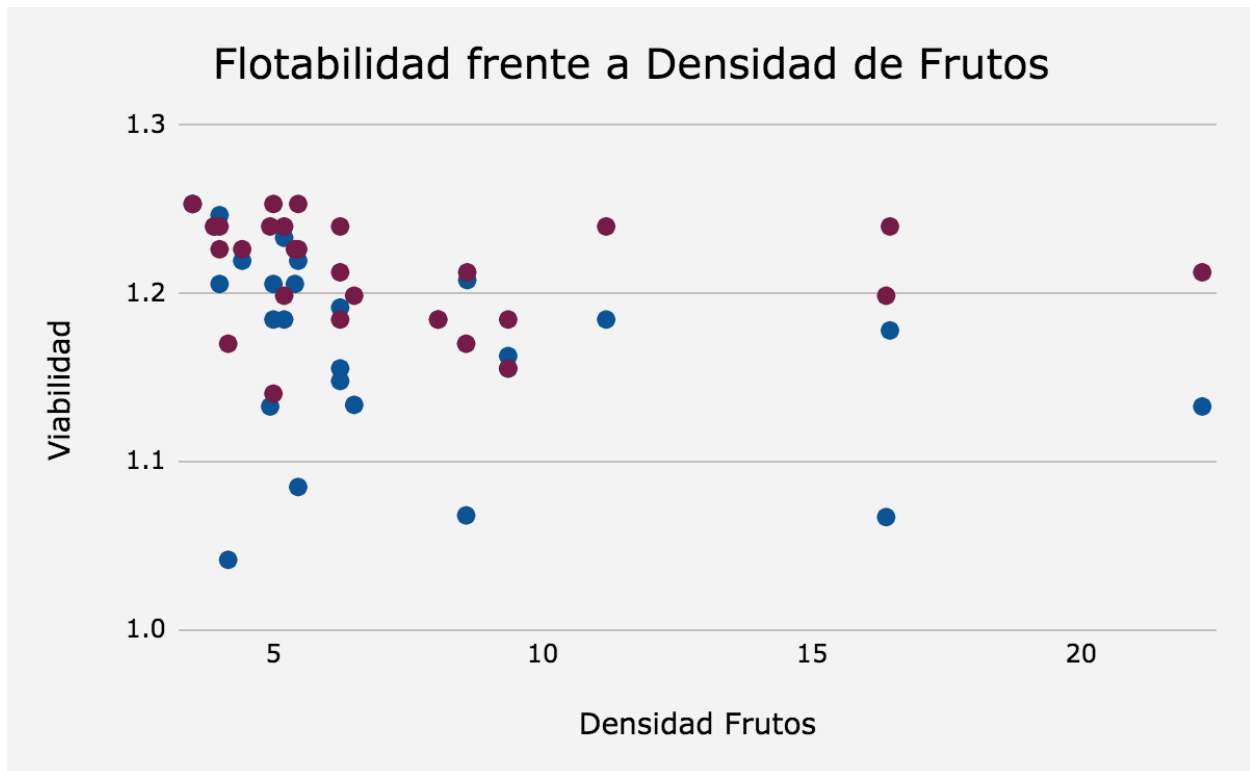 Flotabilidad frente a Densidad de Frutos
1.3
1.2
1.1
1.0
Viabilidad
5 10 15 20
Densidad Frutos